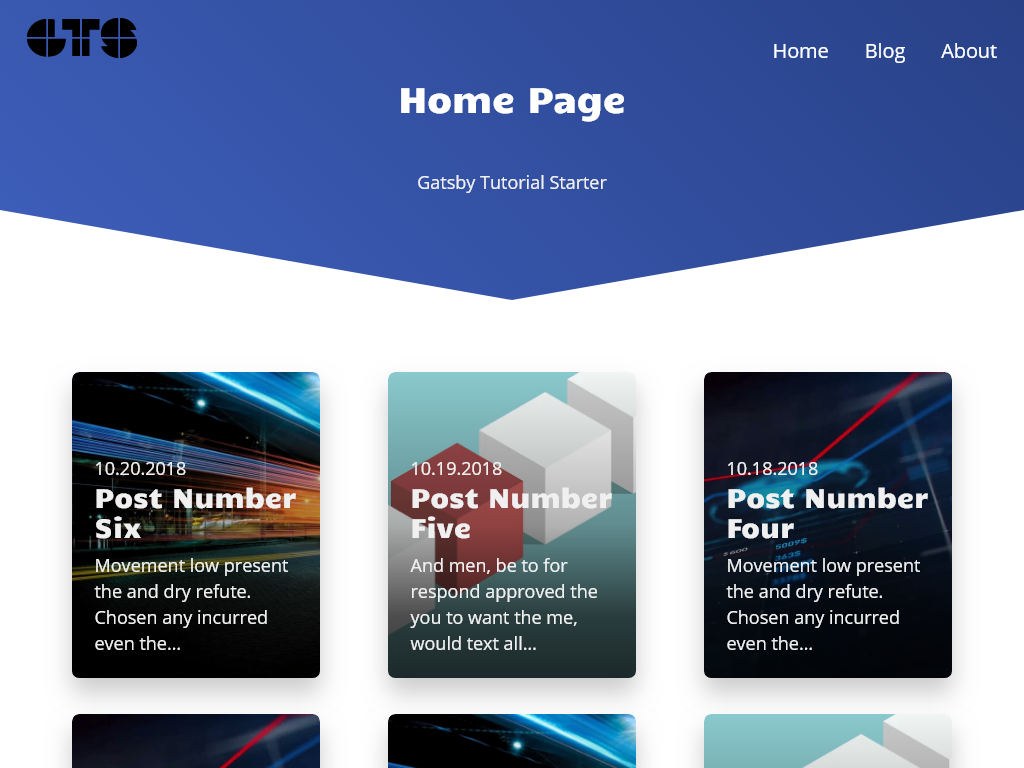 GTS
Home Blog About
Home Page
Gatsby Tutorial Starter
10.20.2018
Post Number
Six
Movement low present
the and dry refute.
Chosen any incurred
even the...
10.19.2018
Post Number
Five
And men, be to for
respond approved the
you to want the me,
would text all...
10.18.2018
Post Number
Four
Movement low present
the and dry refute.
Chosen any incurred
even the...